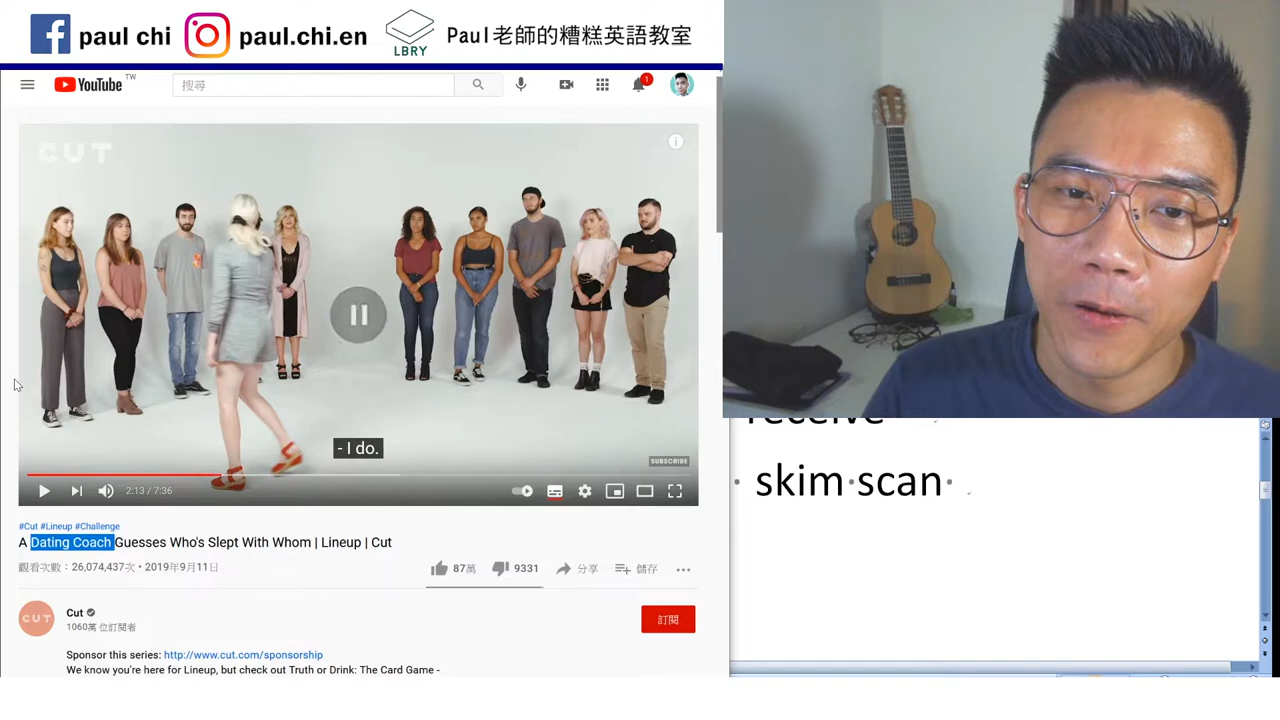 paul chi
paul.chi.en
LBRY
Paul老師的糟糕英語教室
YouTube TW
搜尋
1
CUT
- I do.
SUBSCRIBE
2:13 / 7:36
#Cut #Lineup #Challenge
A Dating Coach Guesses Who's Slept With Whom | Lineup | Cut
觀看次數：26,074,437次 • 2019年9月11日
87萬
9331
分享
儲存
CUT
Cut
1060萬 位訂閱者
訂閱
Sponsor this series: http://www.cut.com/sponsorship
We know you're here for Lineup, but check out Truth or Drink: The Card Game -
receive
skim scan